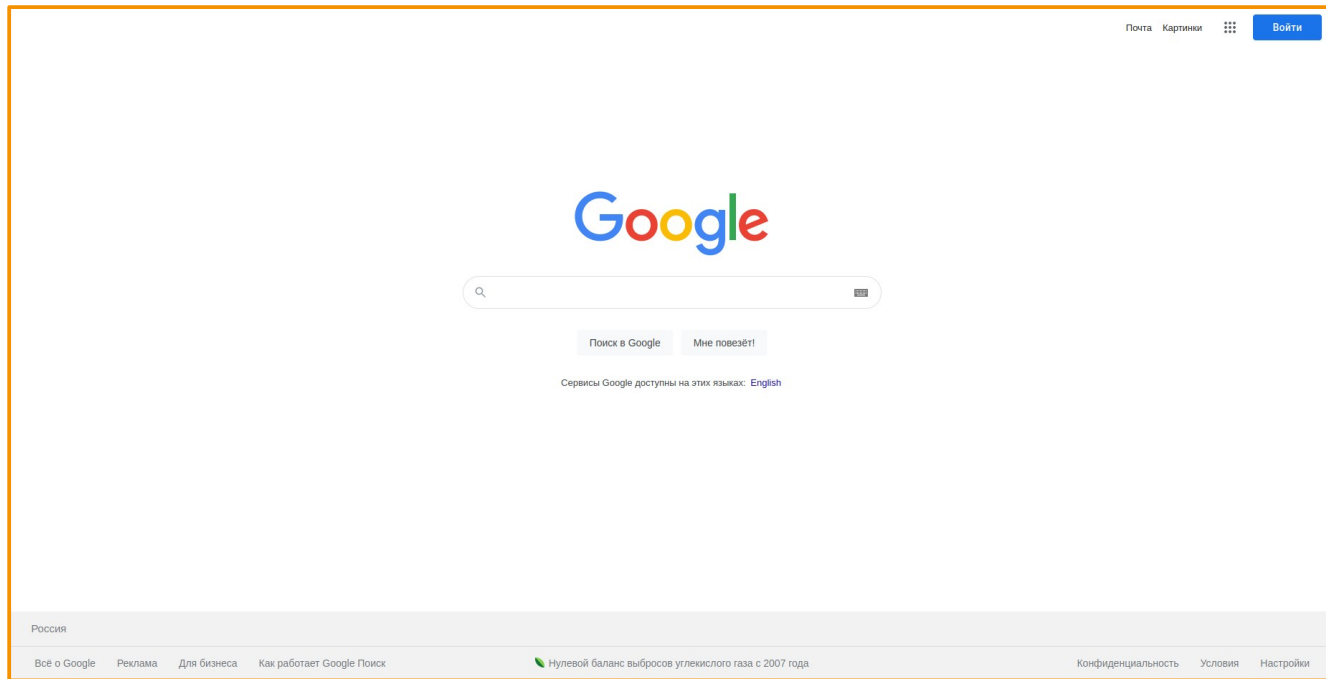 Почта Картинки Войти
Google
Поиск в Google Мне повезёт!
Сервисы Google доступны на этих языках: English
Россия
Всё о Google Реклама Для бизнеса Как работает Google Поиск Нулевой баланс выбросов углекислого газа с 2007 года Конфиденциальность Условия Настройки